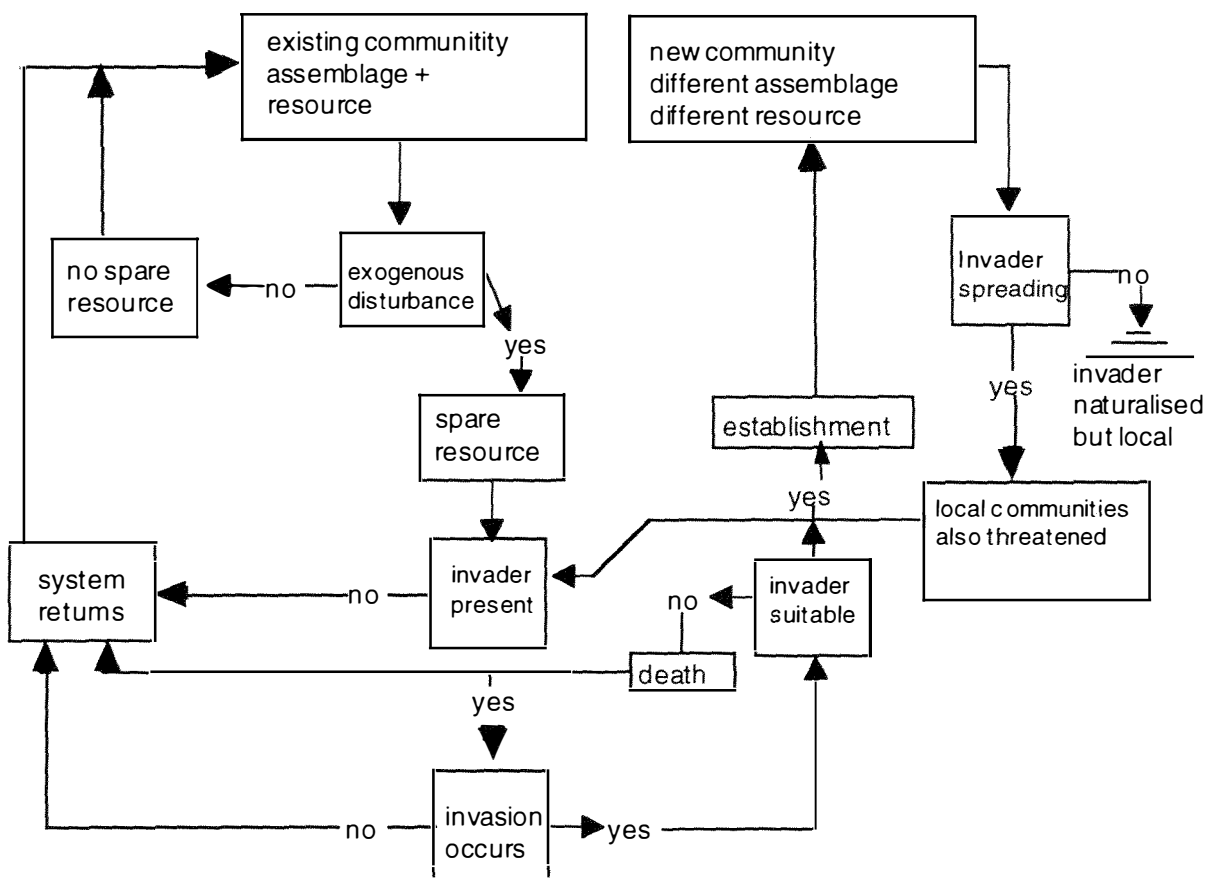 existing communitity
assemblage +
resource
new community
different assemblage
different resource
no spare
resource
no
exogenous
disturbance
yes
Invader
spreading
no
yes
invader
naturalised
but local
spare
resource
establishment
yes
local communities
also threatened
system
returns
no
invader
present
no
invader
suitable
death
yes
no
invasion
occurs
yes